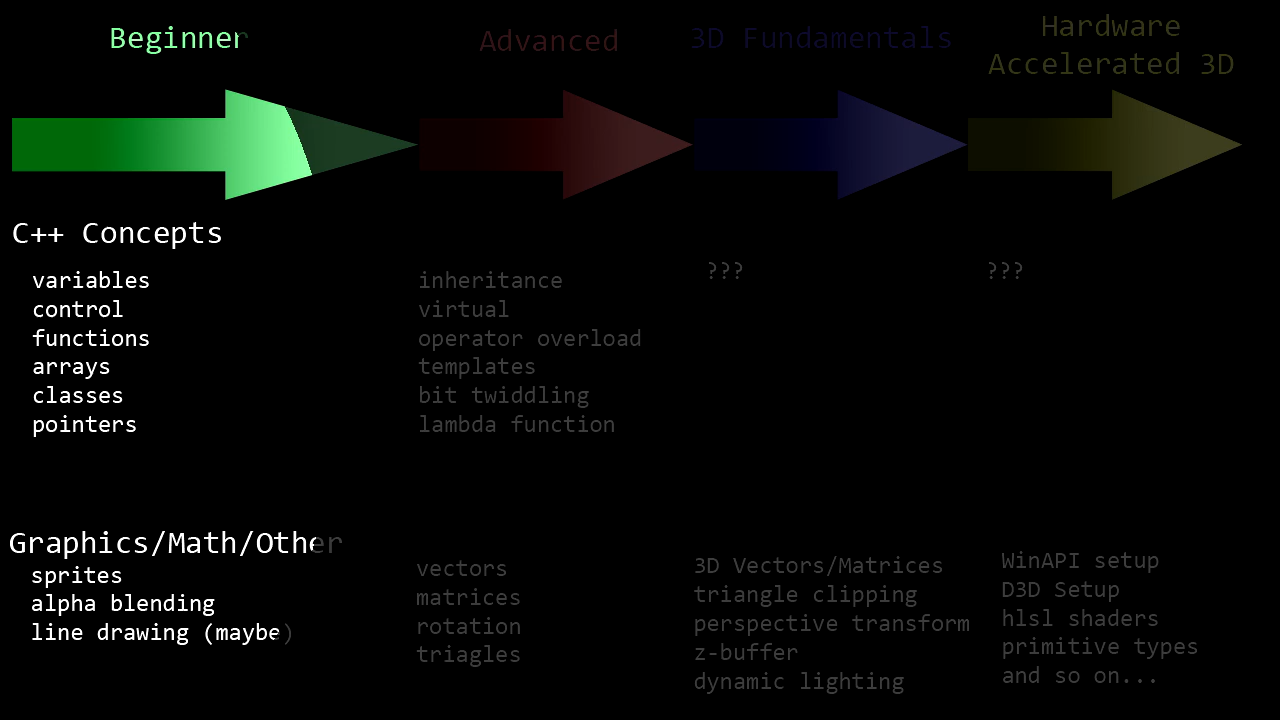 Beginner
Advanced
3D Fundamentals
Hardware
Accelerated 3D
C++ Concepts
variables
control
functions
arrays
classes
pointers
inheritance
virtual
operator overload
templates
bit twiddling
lambda function
???
???
Graphics/Math/Other
sprites
alpha blending
line drawing (maybe)
vectors
matrices
rotation
triagles
3D Vectors/Matrices
triangle clipping
perspective transform
z-buffer
dynamic lighting
WinAPI setup
D3D Setup
hlsl shaders
primitive types
and so on...